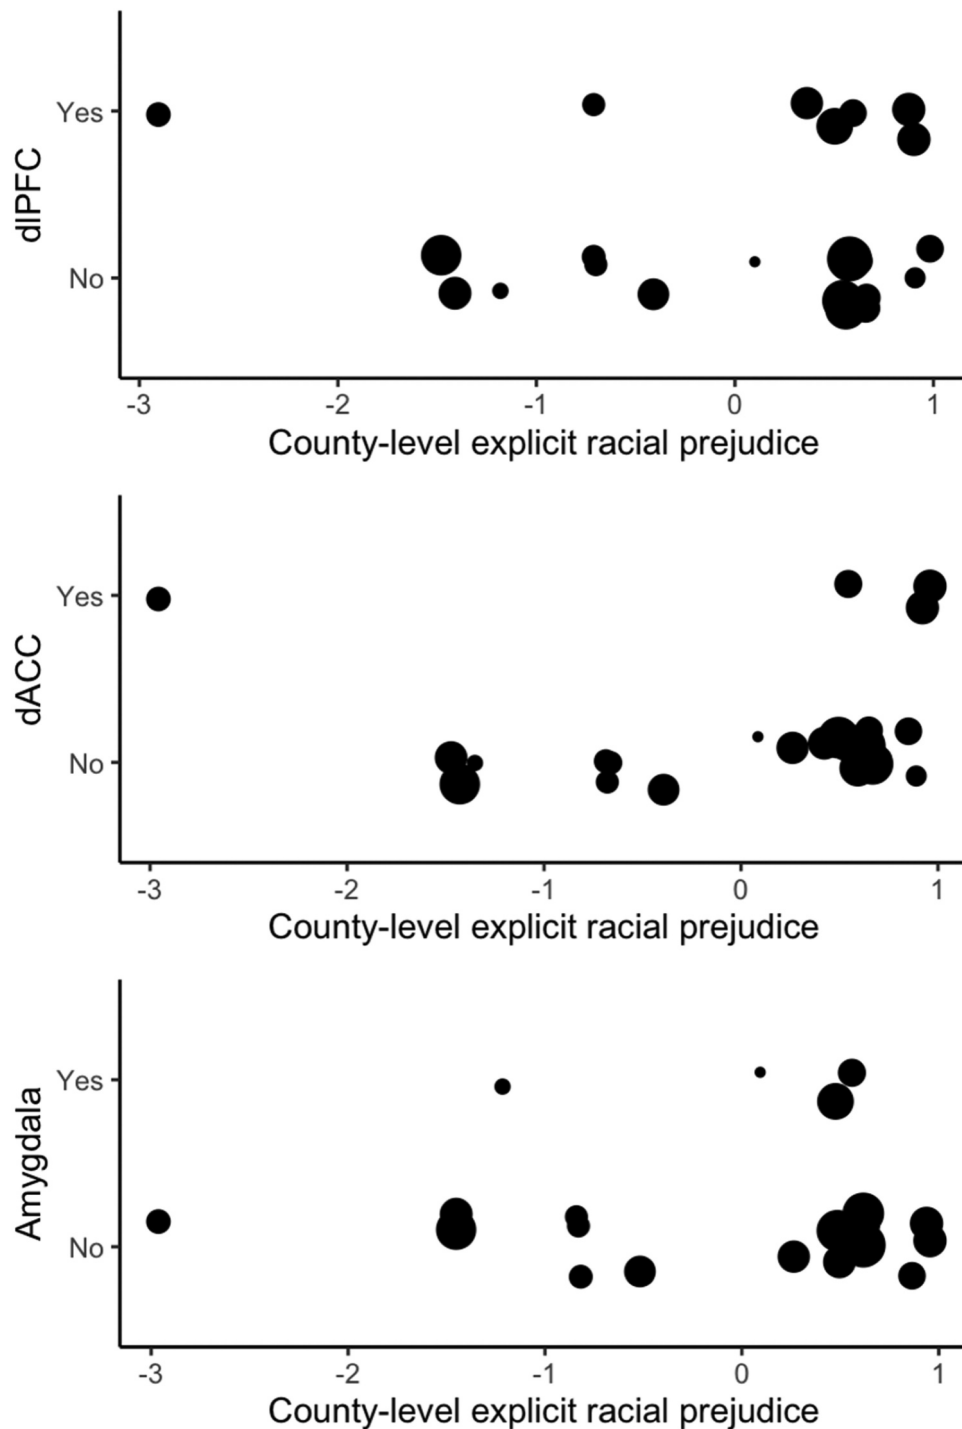 dlPFC
Yes
No
-3 -2 -1 0 1
County-level explicit racial prejudice
dACC
Yes
No
-3 -2 -1 0 1
County-level explicit racial prejudice
Amygdala
Yes
No
-3 -2 -1 0 1
County-level explicit racial prejudice